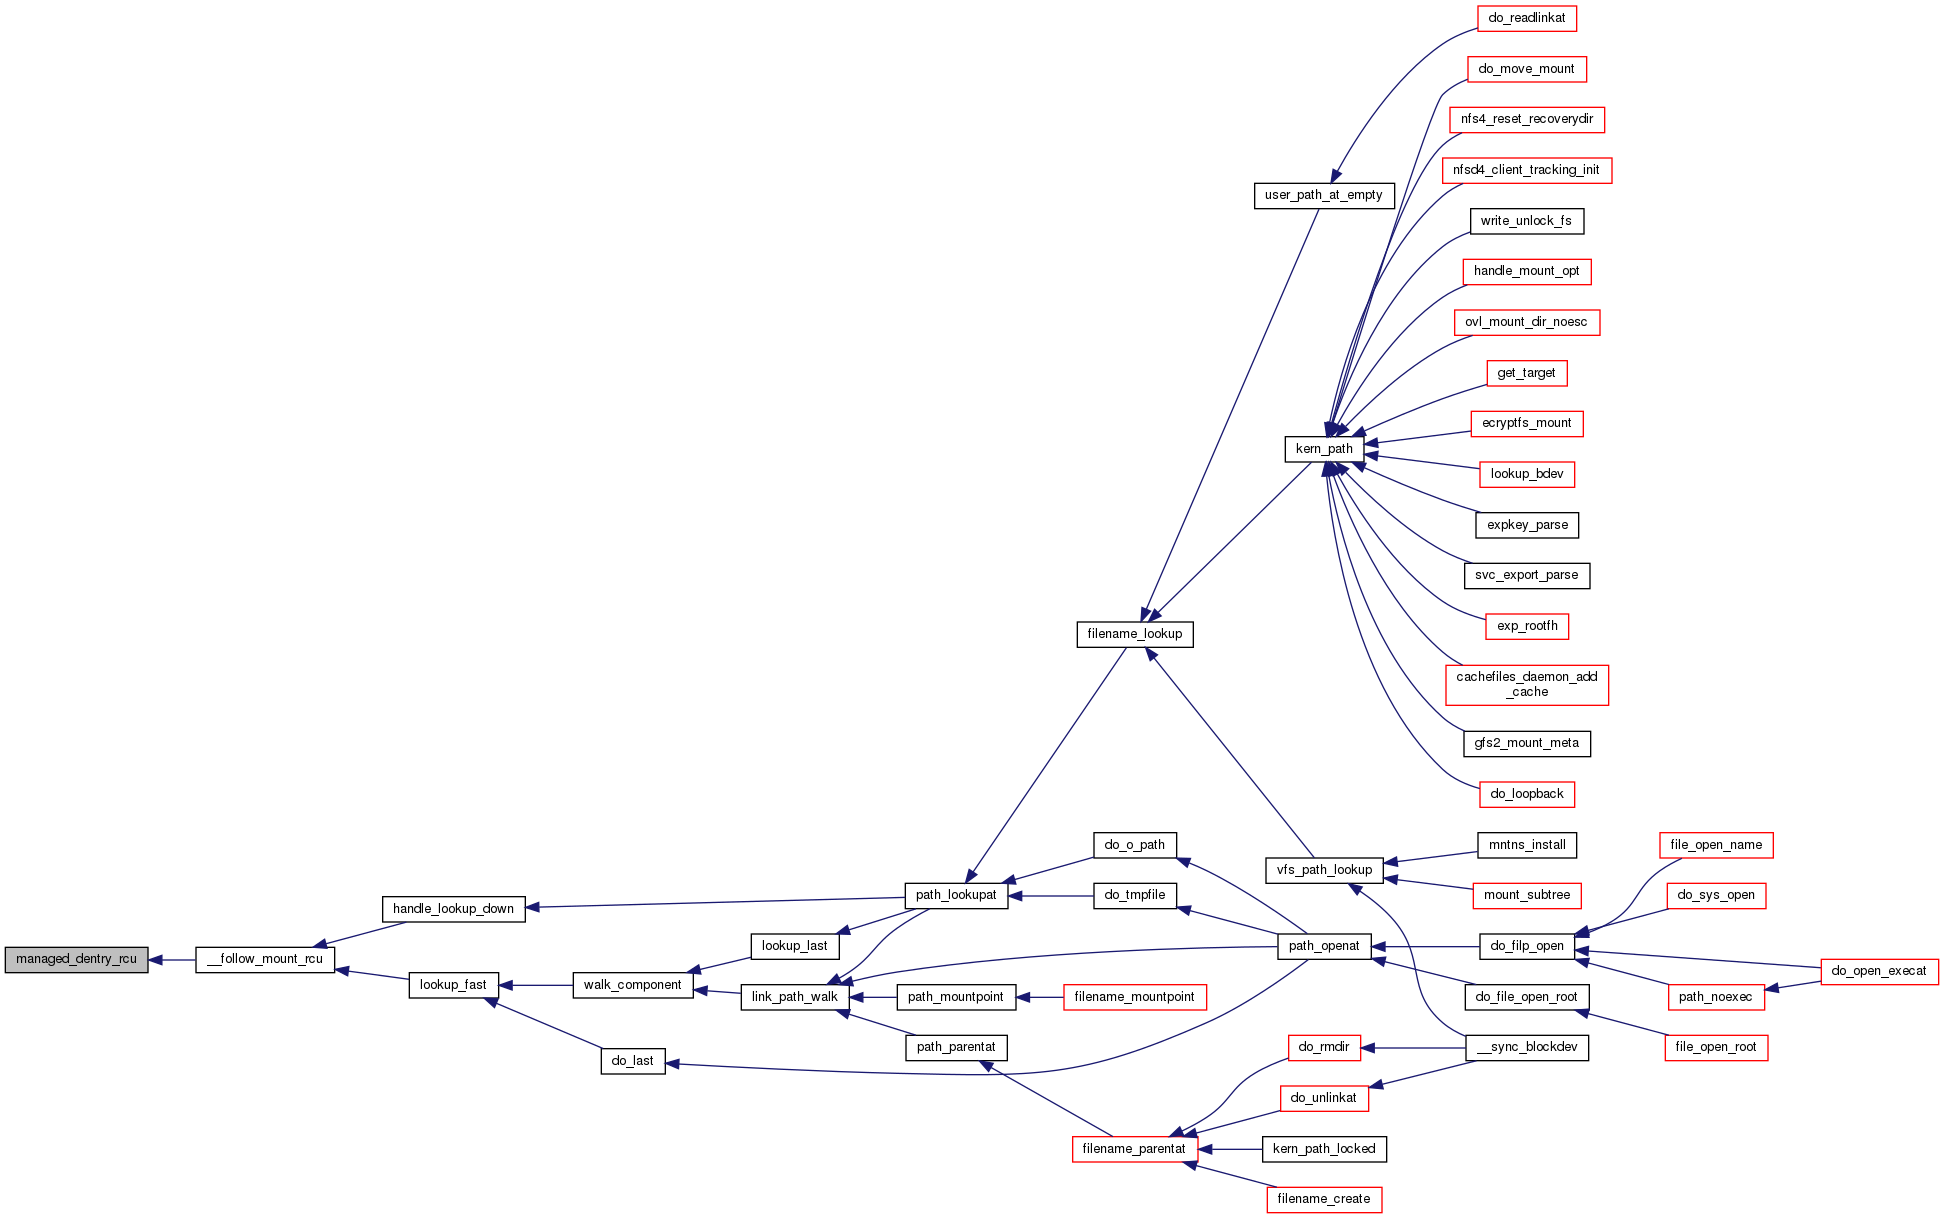 do_readlinkat
do_move_mount
nfs4_reset_recoverydir
nfsd4_client_tracking_init
user_path_at_empty
write_unlock_fs
handle_mount_opt
ovl_mount_dir_noesc
get_target
ecryptfs_mount
kern_path
lookup_bdev
expkey_parse
svc_export_parse
exp_rootfh
filename_lookup
cachefiles_daemon_add
_cache
gfs2_mount_meta
do_loopback
do_o_path
mntns_install
file_open_name
vfs_path_lookup
path_lookupat
do_tmpfile
mount_subtree
do_sys_open
handle_lookup_down
lookup_last
path_openat
do_filp_open
managed_dentry_rcu
__follow_mount_rcu
do_open_execat
lookup_fast
walk_component
link_path_walk
path_mountpoint
filename_mountpoint
do_file_open_root
path_noexec
path_parentat
do_rmdir
__sync_blockdev
file_open_root
do_last
do_unlinkat
filename_parentat
kern_path_locked
filename_create